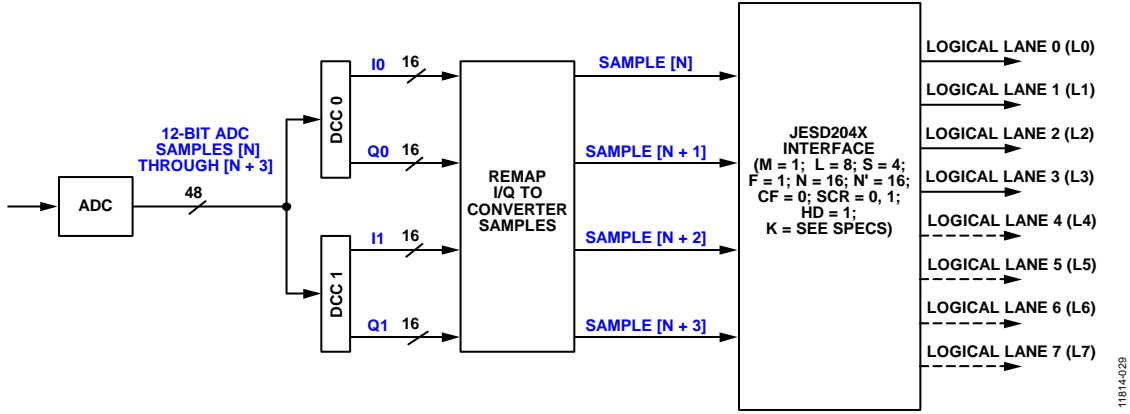 12-BIT ADC
SAMPLES [N]
THROUGH [N + 3]
48
ADC
DCC 0
DCC 1
I0
16
Q0
16
I1
16
Q1
16
REMAP
I/Q TO
CONVERTER
SAMPLES
SAMPLE [N]
SAMPLE [N + 1]
SAMPLE [N + 2]
SAMPLE [N + 3]
JESD204X
INTERFACE
(M = 1; L = 8; S = 4;
F = 1; N = 16; N' = 16;
CF = 0; SCR = 0, 1;
HD = 1;
K = SEE SPECS)
LOGICAL LANE 0 (L0)
LOGICAL LANE 1 (L1)
LOGICAL LANE 2 (L2)
LOGICAL LANE 3 (L3)
LOGICAL LANE 4 (L4)
LOGICAL LANE 5 (L5)
LOGICAL LANE 6 (L6)
LOGICAL LANE 7 (L7)
11814-029